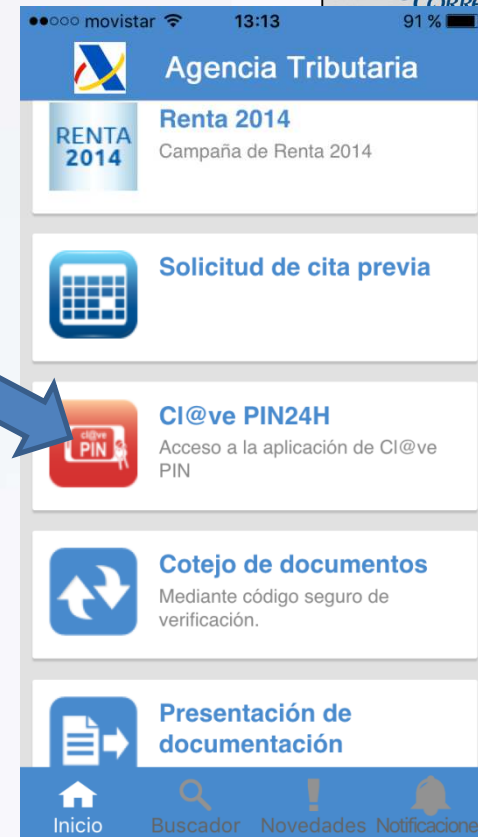 CORRE
movistar 13:13 91 %
Agencia Tributaria
RENTA
2014
Renta 2014
Campaña de Renta 2014
Solicitud de cita previa
cl@ve
PIN
Cl@ve PIN24H
Acceso a la aplicación de Cl@ve
PIN
Cotejo de documentos
Mediante código seguro de
verificación.
Presentación de
documentación
Inicio Buscador Novedades Notificacione